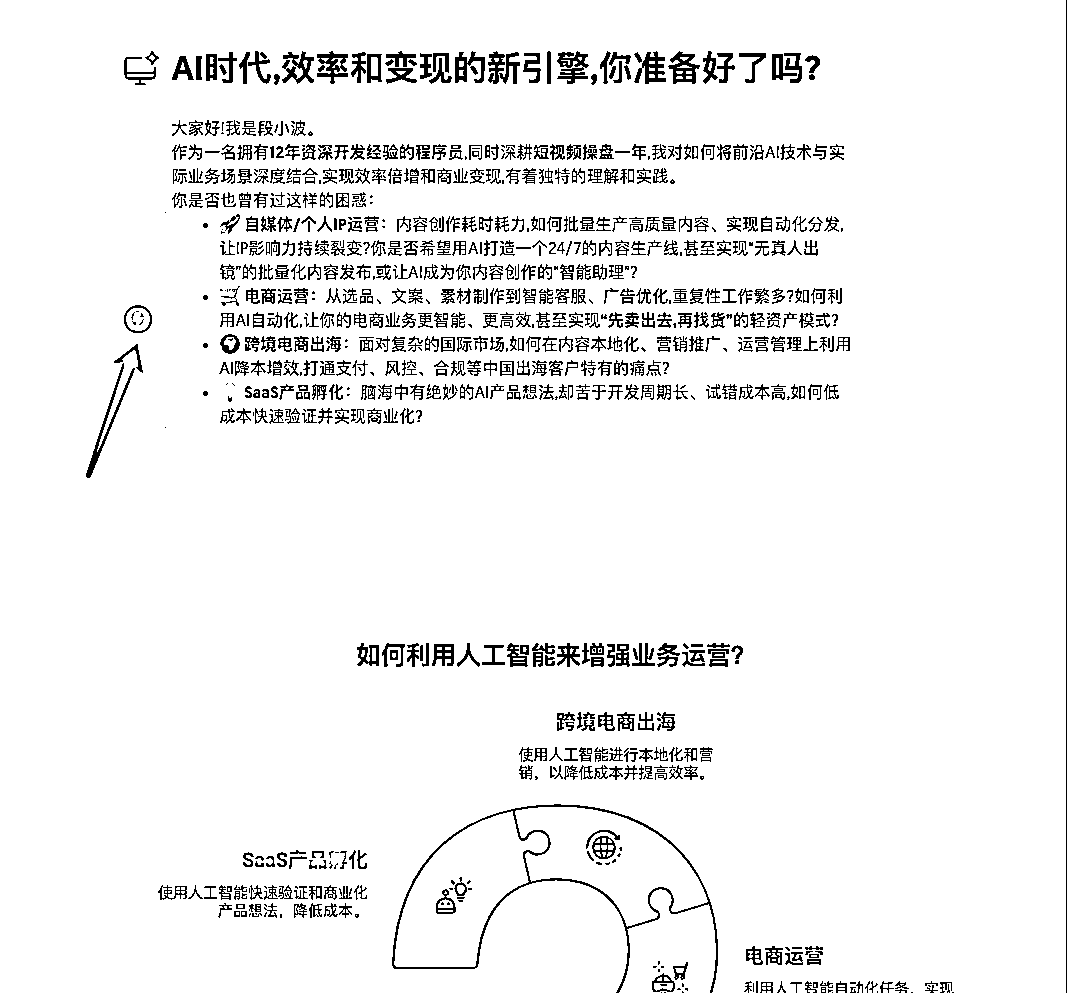 AI时代,效率和变现的新引擎,你准备好了吗?
大家好!我是段小波。
作为一名拥有12年资深开发经验的程序员,同时深耕短视频操盘一年,我对如何将前沿AI技术与实
际业务场景深度结合,实现效率倍增和商业变现,有着独特的理解和实践。
你是否也曾有过这样的困惑：
• 🚀 自媒体/个人IP运营：内容创作耗时耗力,如何批量生产高质量内容、实现自动化分发,
让IP影响力持续裂变?你是否希望用AI打造一个24/7的内容生产线,甚至实现"无真人出
镜"的批量化内容发布,或让AI成为你内容创作的"智能助理"?
• 🛒 电商运营：从选品、文案、素材制作到智能客服、广告优化,重复性工作繁多?如何利
用AI自动化,让你的电商业务更智能、更高效,甚至实现"先卖出去,再找货"的轻资产模式?
• 🌍 跨境电商出海：面对复杂的国际市场,如何在内容本地化、营销推广、运营管理上利用
AI降本增效,打通支付、风控、合规等中国出海客户特有的痛点?
• 💡 SaaS产品孵化：脑海中有绝妙的AI产品想法,却苦于开发周期长、试错成本高,如何低
成本快速验证并实现商业化?
如何利用人工智能来增强业务运营?
跨境电商出海
使用人工智能进行本地化和营
销，以降低成本并提高效率。
SaaS产品孵化
使用人工智能快速验证和商业化
产品想法，降低成本。
电商运营
利用人工智能自动化任务，实现